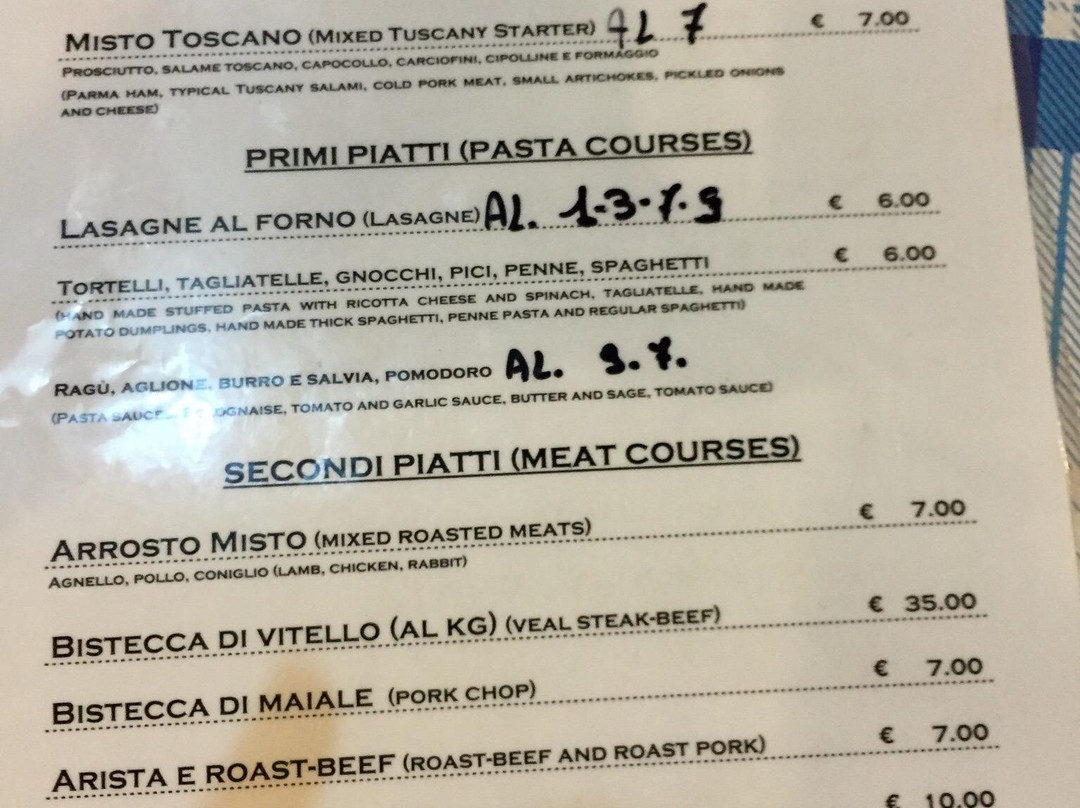 MISTO TOSCANO (MIXED TUSCANY STARTER) AL 7 € 7.00
PROSCIUTTO, SALAME TOSCANO, CAPOCOLLO, CARCIOFINI, CIPOLLINE E FORMAGGIO
(PARMA HAM, TYPICAL TUSCANY SALAMI, COLD PORK MEAT, SMALL ARTICHOKES, PICKLED ONIONS
AND CHEESE)
PRIMI PIATTI (PASTA COURSES)
LASAGNE AL FORNO (LASAGNE) AL. 1-3-7-9 € 6.00
TORTELLI, TAGLIATELLE, GNOCCHI, PICI, PENNE, SPAGHETTI € 6.00
(HAND MADE STUFFED PASTA WITH RICOTTA CHEESE AND SPINACH, TAGLIATELLE, HAND MADE
POTATO DUMPLINGS, HAND MADE THICK SPAGHETTI, PENNE PASTA AND REGULAR SPAGHETTI)
RAGÙ, AGLIONE, BURRO E SALVIA, POMODORO AL. 9.7.
(PASTA TOMATO AND GARLIC SAUCE, BUTTER AND SAGE, TOMATO SAUCE)
SECONDI PIATTI (MEAT COURSES)
ARROSTO MISTO (MIXED ROASTED MEATS) € 7.00
AGNELLO, POLLO, CONIGLIO (LAMB, CHICKEN, RABBIT)
BISTECCA DI VITELLO (AL KG) (VEAL STEAK-BEEF) € 35.00
BISTECCA DI MAIALE (PORK CHOP) € 7.00
ARISTA E ROAST-BEEF (ROAST-BEEF AND ROAST PORK) € 7.00
€ 10.00